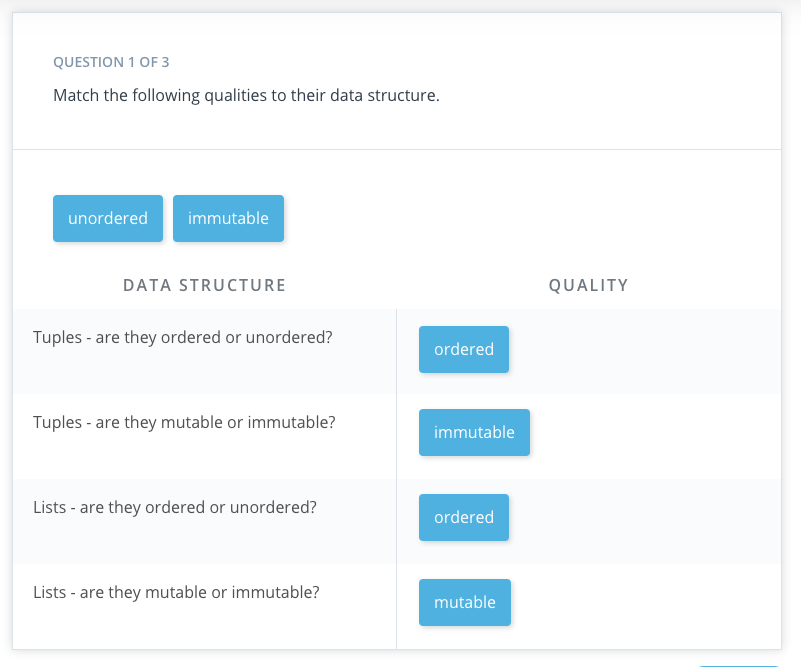 QUESTION 1 OF 3
Match the following qualities to their data structure.
unordered immutable
DATA STRUCTURE QUALITY
Tuples - are they ordered or unordered? ordered
Tuples - are they mutable or immutable? immutable
Lists - are they ordered or unordered? ordered
Lists - are they mutable or immutable? mutable